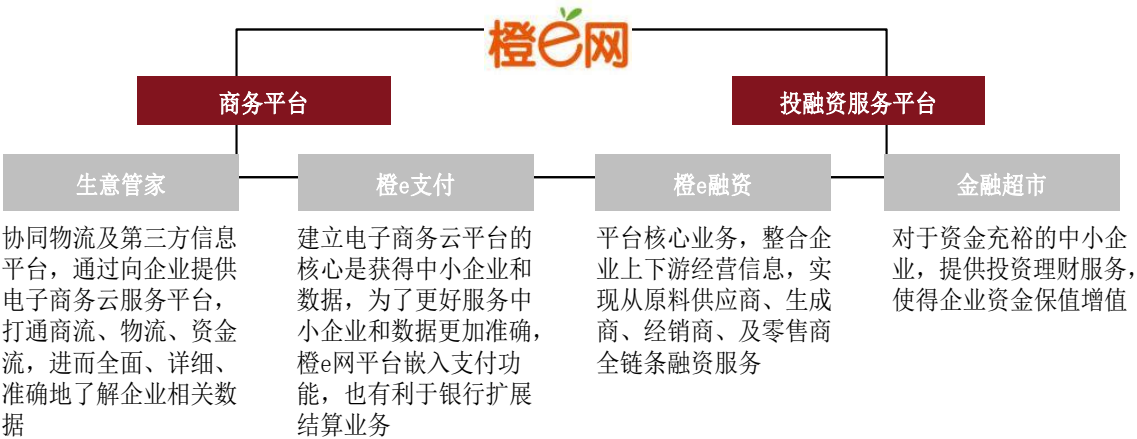 橙e网
商务平台
投融资服务平台
生意管家
橙e支付
橙e融资
金融超市
协同物流及第三方信息
平台，通过向企业提供
电子商务云服务平台，
打通商流、物流、资金
流，进而全面、详细、
准确地了解企业相关数
据
建立电子商务云平台的
核心是获得中小企业和
数据，为了更好服务中
小企业和数据更加准确，
橙e网平台嵌入支付功
能，也有利于银行扩展
结算业务
平台核心业务，整合企
业上下游经营信息，实
现从原料供应商、生成
商、经销商、及零售商
全链条融资服务
对于资金充裕的中小企
业，提供投资理财服务，
使得企业资金保值增值